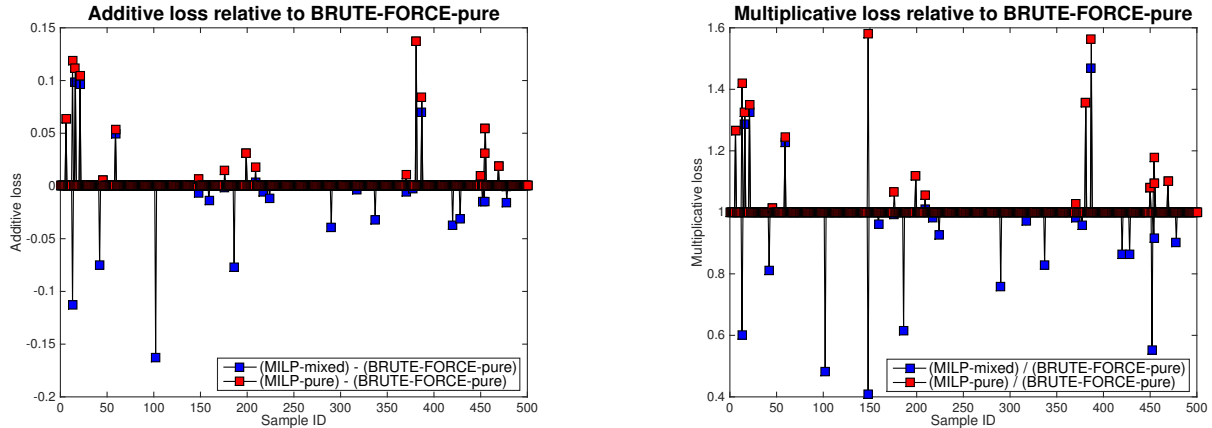 Additive loss relative to BRUTE-FORCE-pure
0.15
0.1
0.05
0
-0.05
-0.1
-0.15
-0.2
Additive loss
(MILP-mixed) - (BRUTE-FORCE-pure)
(MILP-pure) - (BRUTE-FORCE-pure)
0 50 100 150 200 250 300 350 400 450 500
Sample ID
Multiplicative loss relative to BRUTE-FORCE-pure
1.6
1.4
1.2
1
0.8
0.6
0.4
Multiplicative loss
(MILP-mixed) / (BRUTE-FORCE-pure)
(MILP-pure) / (BRUTE-FORCE-pure)
0 50 100 150 200 250 300 350 400 450 500
Sample ID